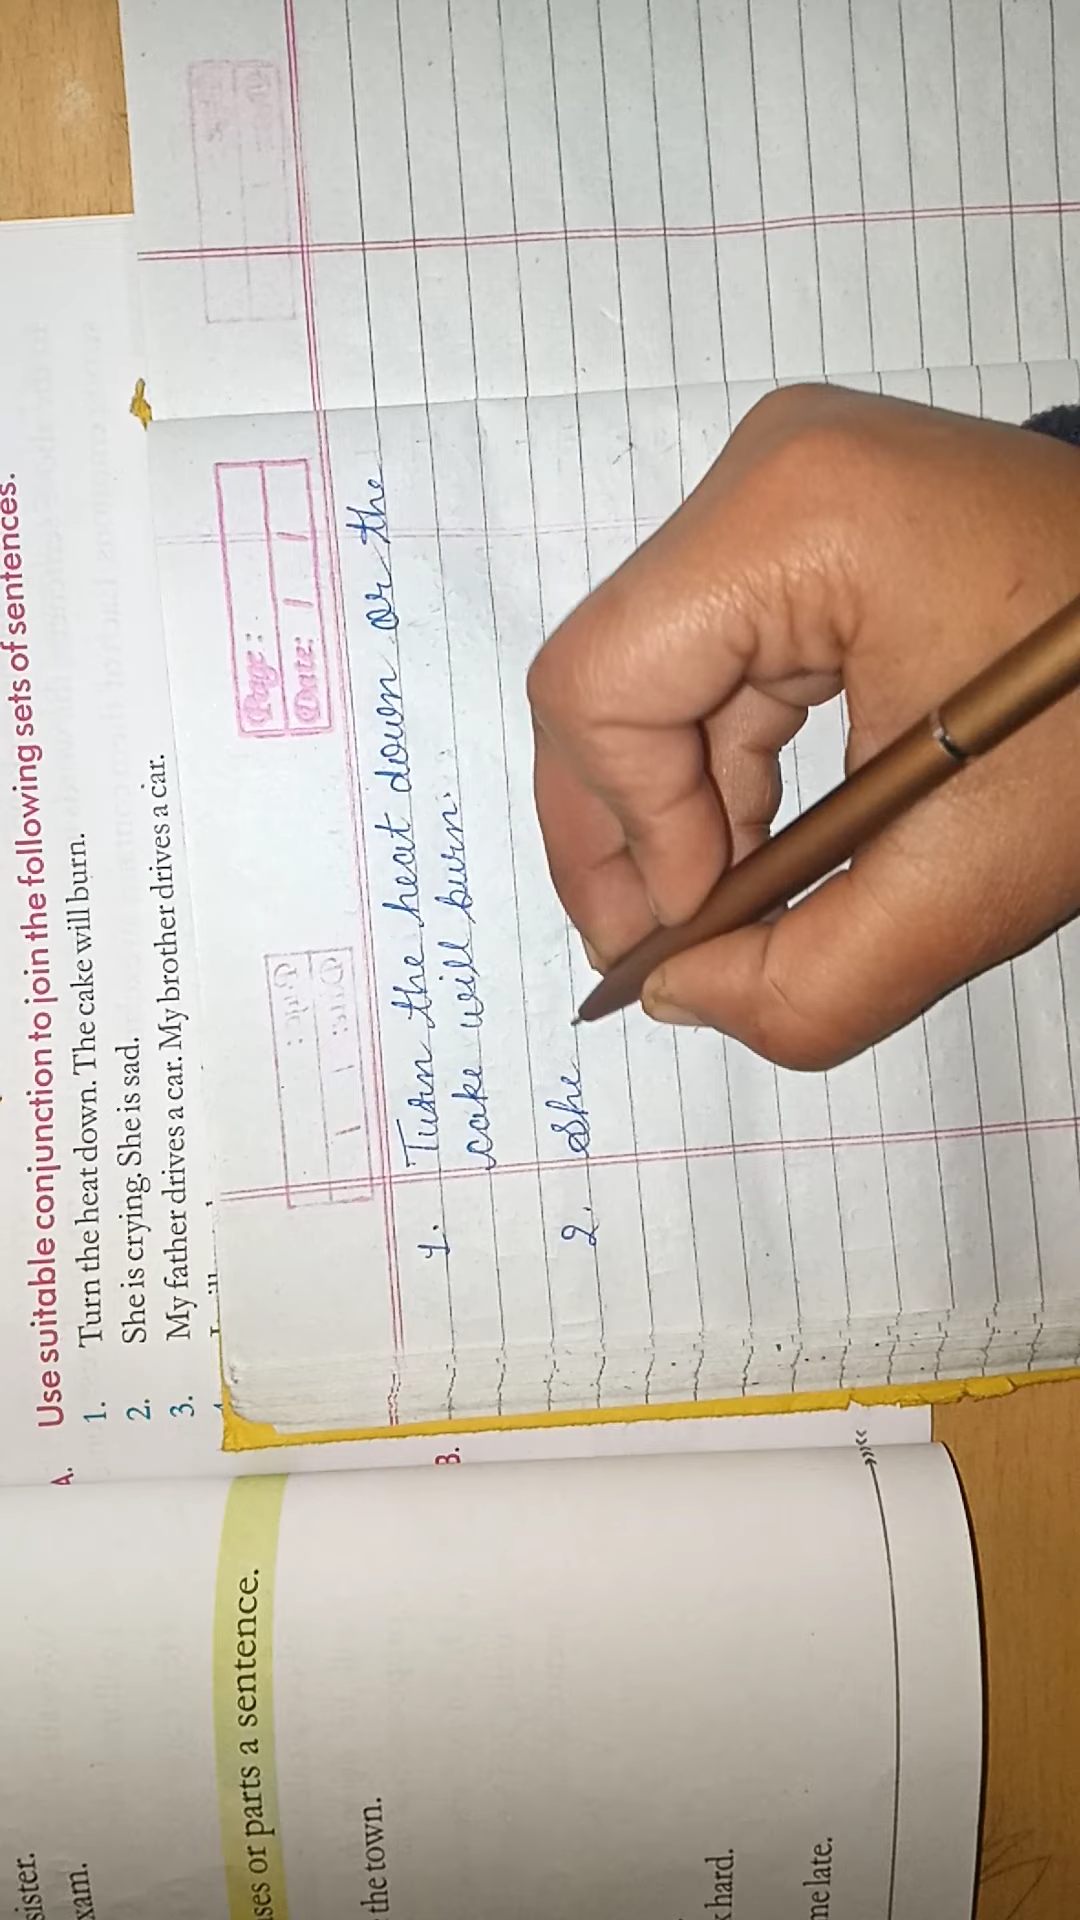 A. Use suitable conjunction to join the following sets of sentences.
1. Turn the heat down. The cake will burn.
2. She is crying. She is sad.
3. My father drives a car. My brother drives a car.
B.
Page:
Date: / /
1. Turn the heat down or the
cake will burn.
2. She
sister.
xam.
ses or parts a sentence.
the town.
hard.
me late.